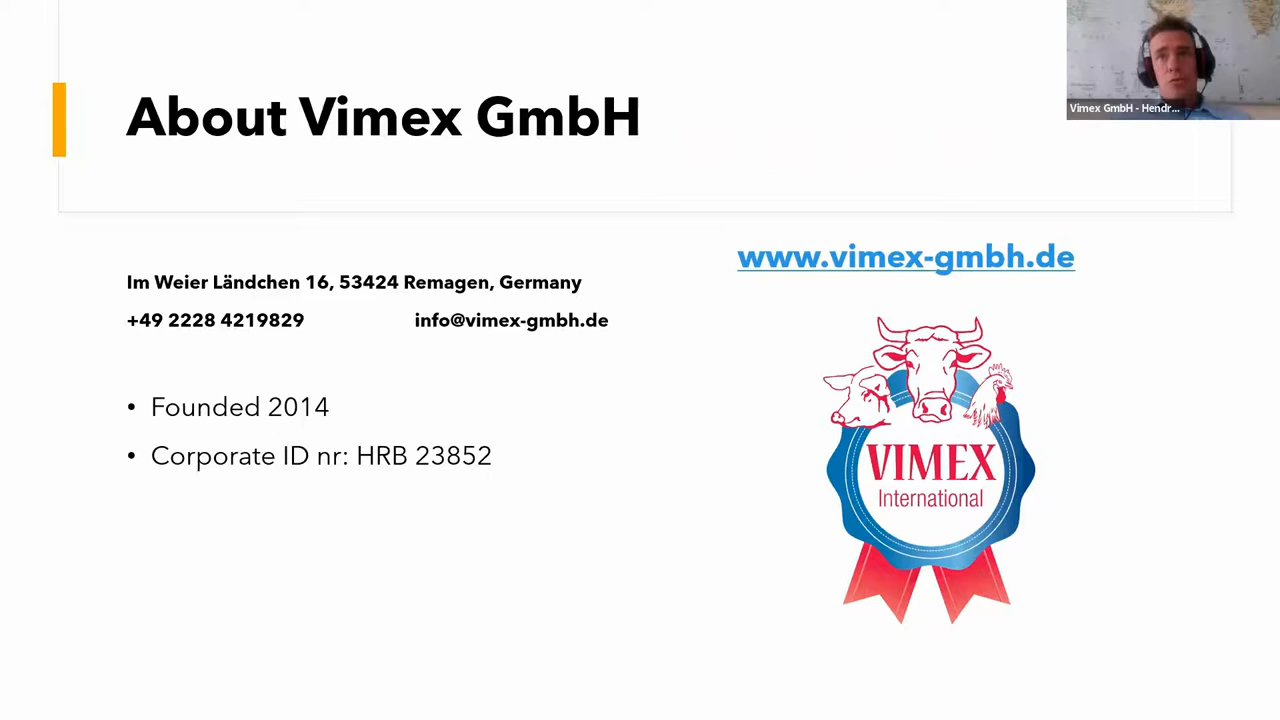 About Vimex GmbH
Vimex GmbH - Hendr...
www.vimex-gmbh.de
Im Weier Ländchen 16, 53424 Remagen, Germany
+49 2228 4219829 info@vimex-gmbh.de
• Founded 2014
• Corporate ID nr: HRB 23852
VIMEX
International